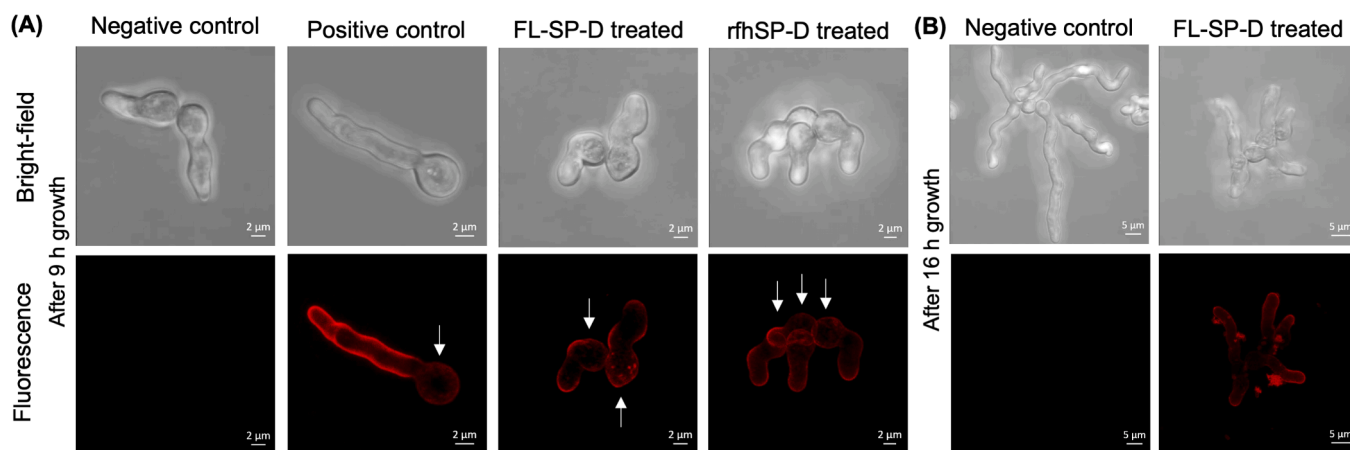 (A) Negative control Positive control FL-SP-D treated rfhSP-D treated (B) Negative control FL-SP-D treated
Bright-field
After 9 h growth
After 16 h growth
2 µm 2 µm 2 µm 2 µm 5 µm 5 µm
Fluorescence
2 µm 2 µm 2 µm 2 µm 5 µm 5 µm